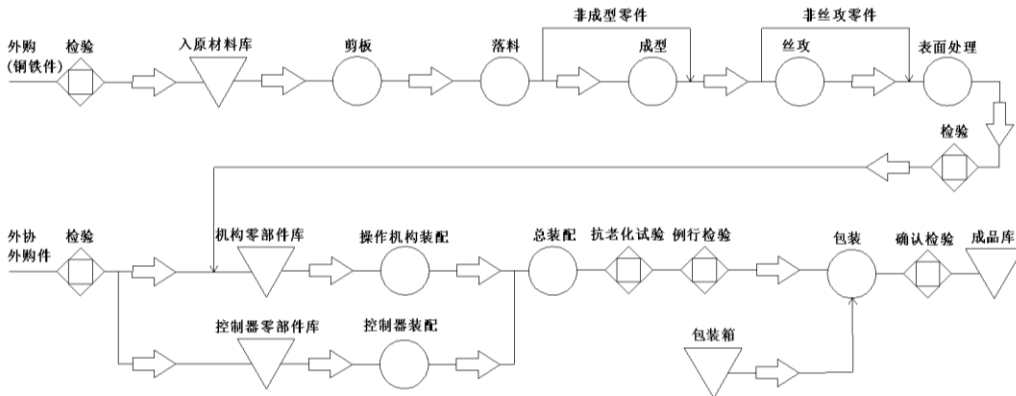 非成型零件
非丝攻零件
外购
(铜铁件)
检验
入原材料库
剪板
落料
成型
丝攻
表面处理
检验
外协
外购件
检验
机构零部件库
操作机构装配
总装配
抗老化试验
例行检验
包装
确认检验
成品库
控制器零部件库
控制器装配
包装箱